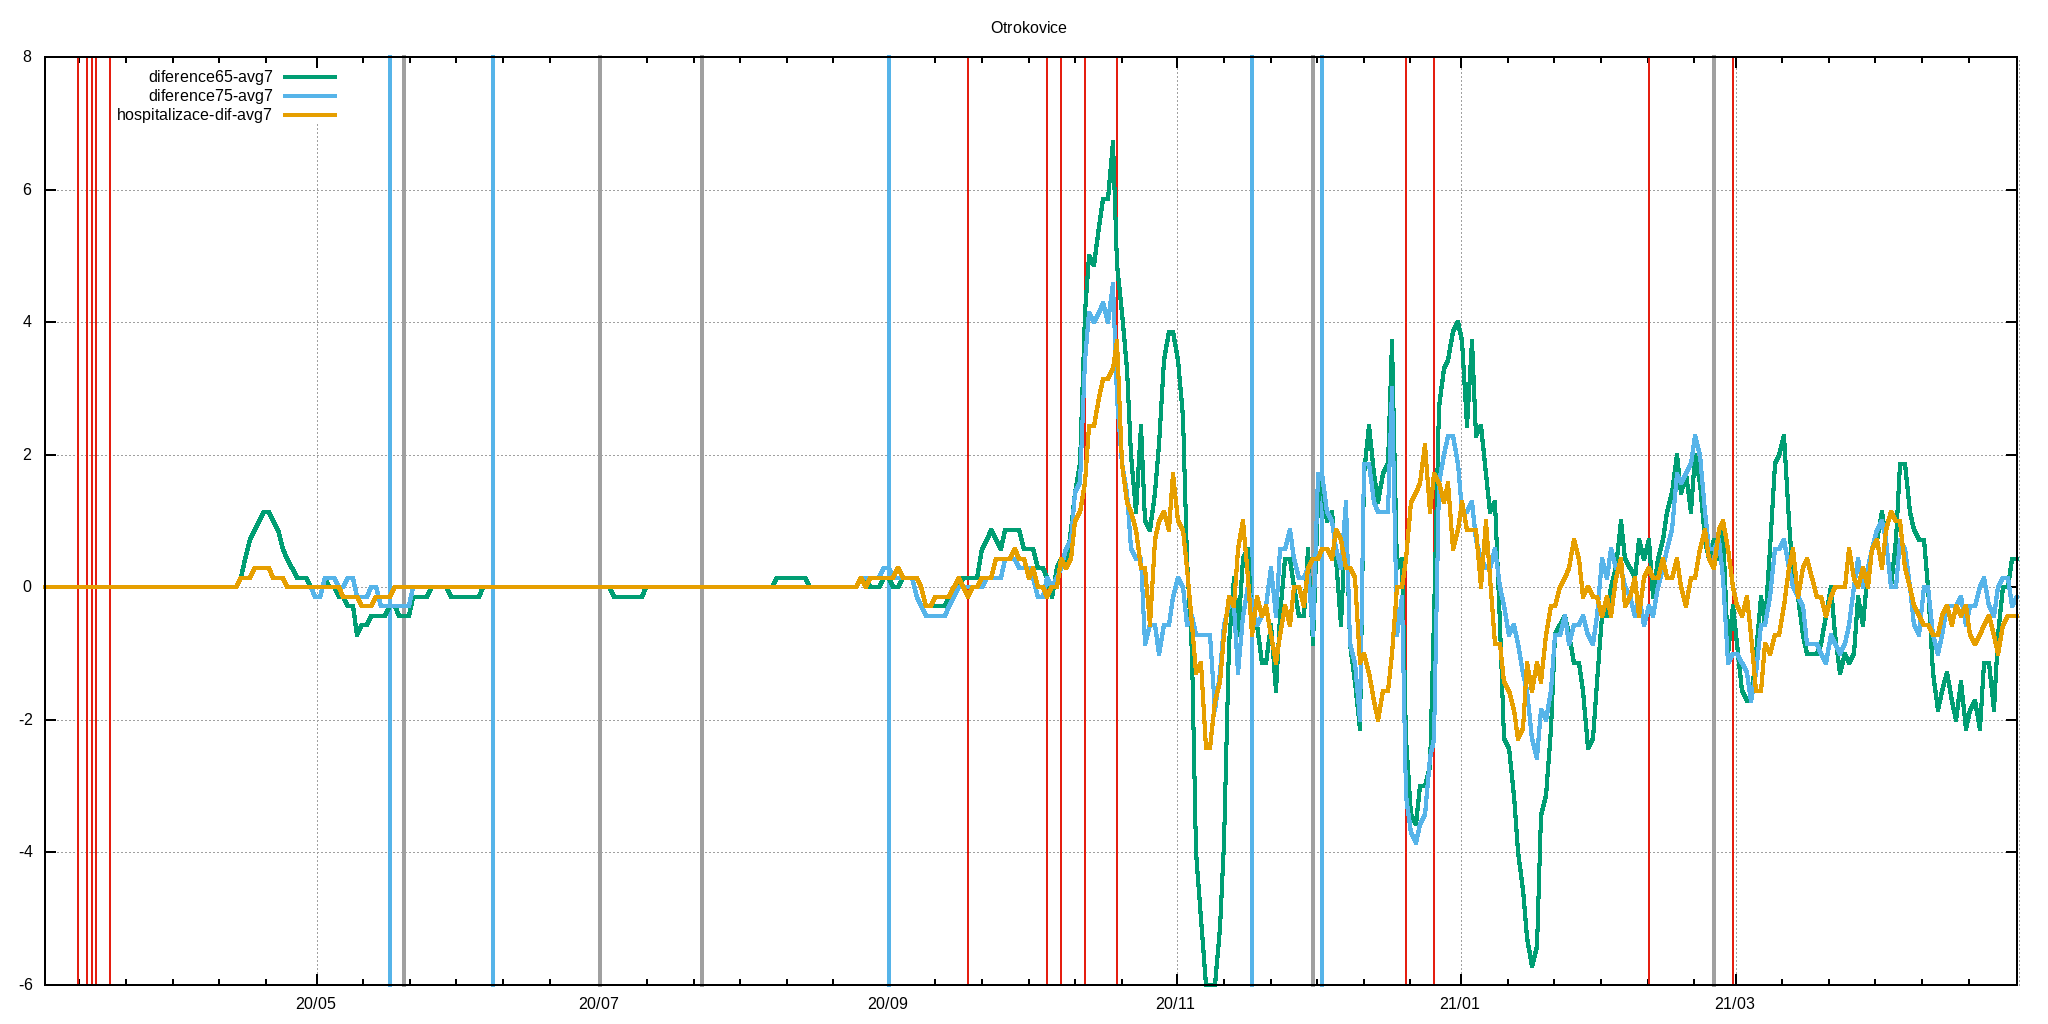 Otrokovice
8
diference65-avg7
diference75-avg7
hospitalizace-dif-avg7
6
4
2
0
-2
-4
-6
20/05 20/07 20/09 20/11 21/01 21/03